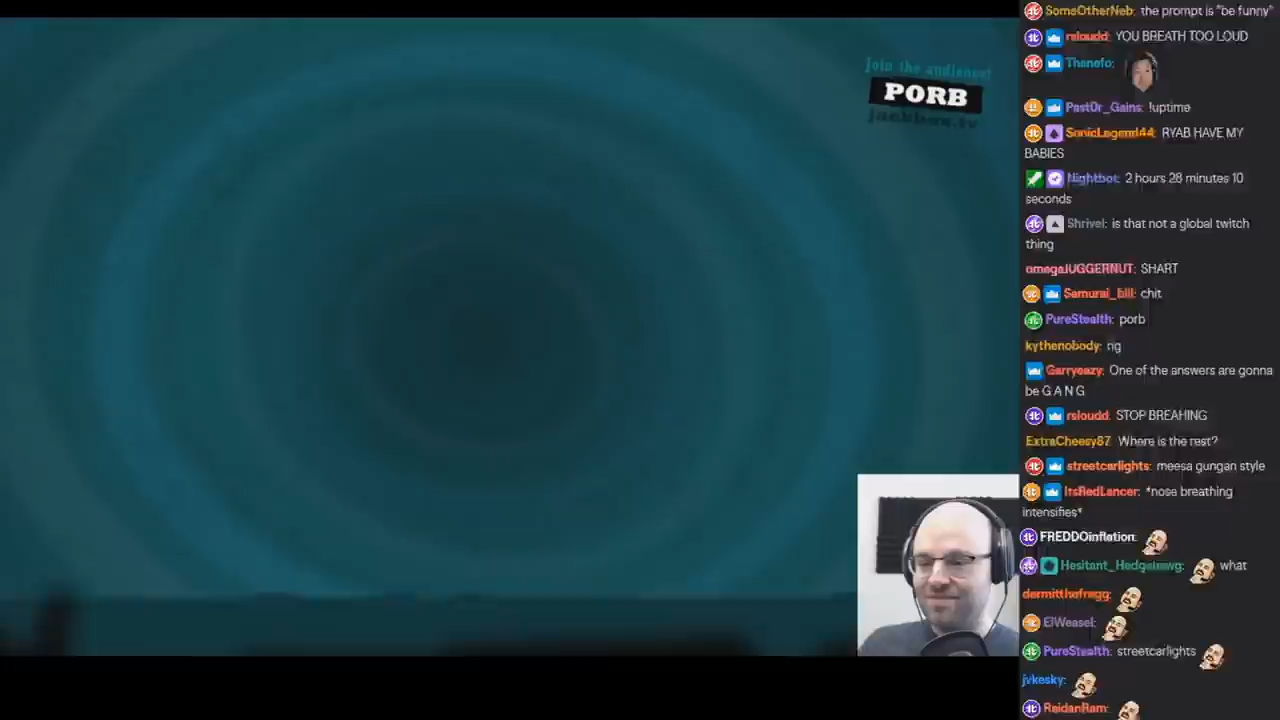 Join the audience!
PORB
jackbox.tv
SomeOtherNeb: the prompt is "be funny"
rsloudd: YOU BREATH TOO LOUD
Thanefo:
Past0r_Gains: !uptime
SonicLegend44: RYAB HAVE MY
BABIES
Nightbot: 2 hours 28 minutes 10
seconds
Shrivel: is that not a global twitch
thing
omegaJUGGERNUT: SHART
Samurai_bill: chit
PureStealth: porb
kythenobody: ng
Garryeazy: One of the answers are gonna
be G A N G
rsloudd: STOP BREAHING
ExtraCheesy87 Where is the rest?
streetcarlights: meesa gungan style
ItsRedLancer: *nose breathing
intensifies*
FREDDOinflation:
what
dermitthefregg:
ElWeasel:
PureStealth: streetcarlights
jvkesky:
RaidanRam: